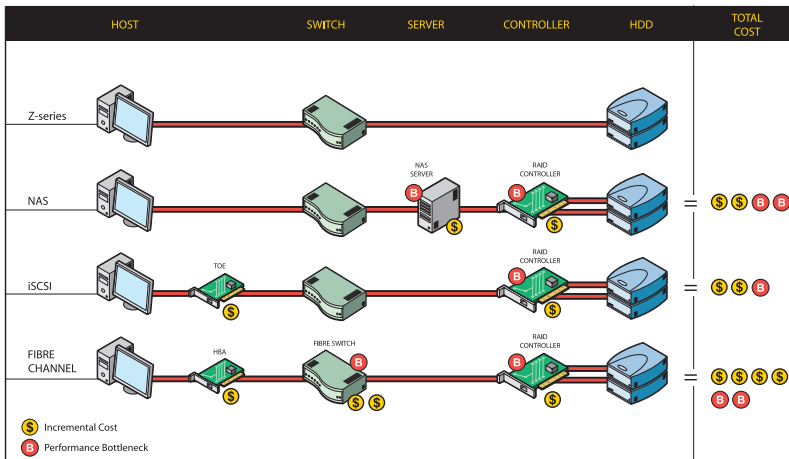 HOST SWITCH SERVER CONTROLLER HDD TOTAL
COST
Z-series
NAS
SERVER
RAID
CONTROLLER
B
B
NAS
$
$
= $ $ B B
TOE
RAID
CONTROLLER
B
iSCSI
$
$
= $ $ B
HBA
FIBRE SWITCH
RAID
CONTROLLER
B
B
FIBRE
CHANNEL
$
$ $
$
= $ $ $ $
B B
$ Incremental Cost
B Performance Bottleneck